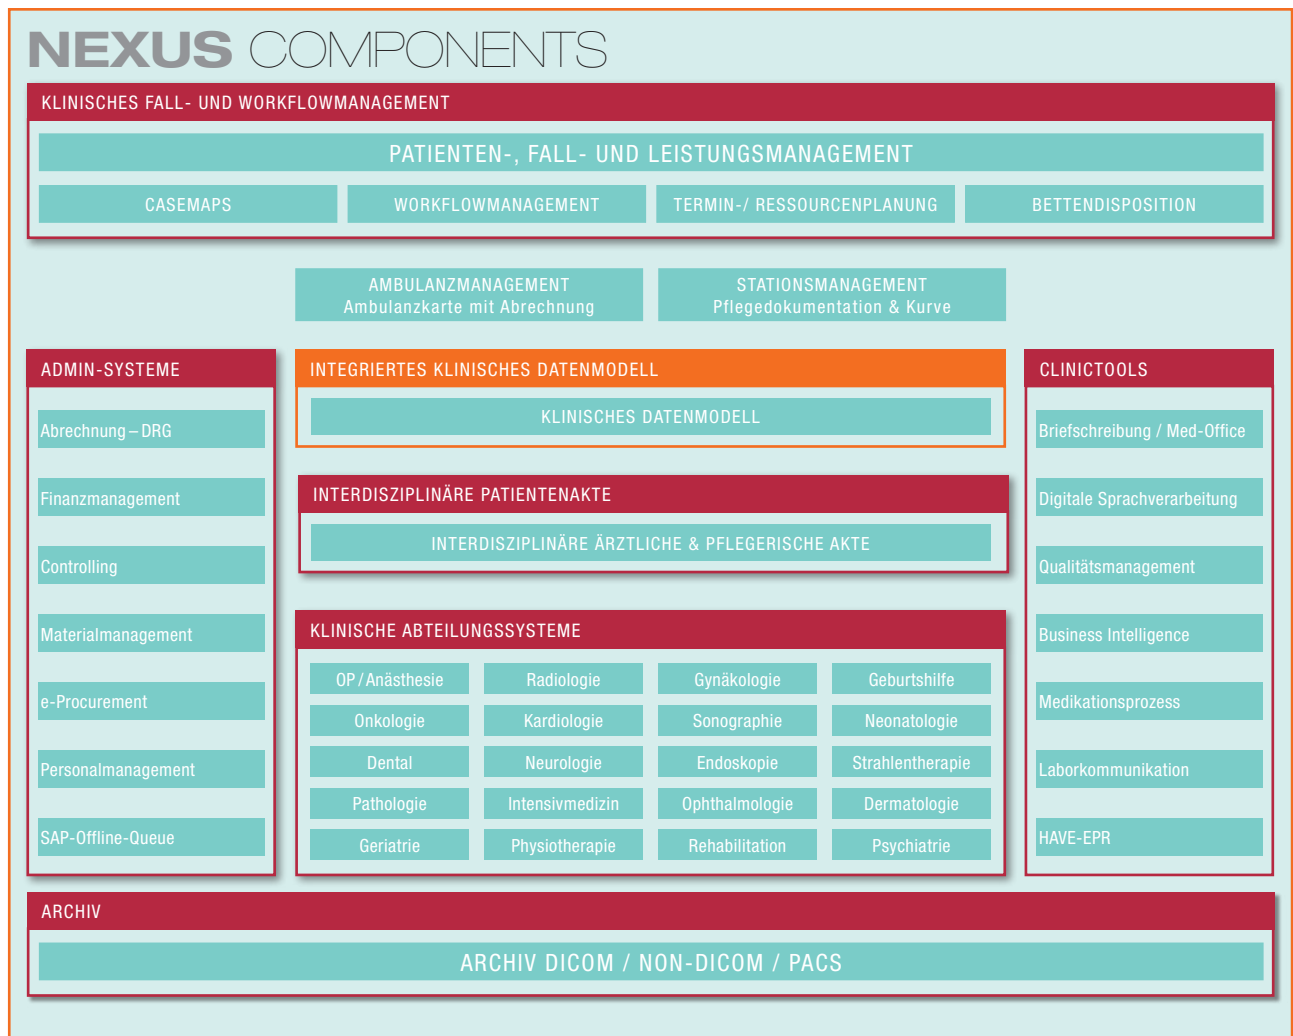 NEXUS COMPONENTS
KLINISCHES FALL- UND WORKFLOWMANAGEMENT
PATIENTEN-, FALL- UND LEISTUNGSMANAGEMENT
CASEMAPS
WORKFLOWMANAGEMENT
TERMIN-/ RESSOURCENPLANUNG
BETTENDISPOSITION
AMBULANZMANAGEMENT
Ambulanzkarte mit Abrechnung
STATIONSMANAGEMENT
Pflegedokumentation & Kurve
ADMIN-SYSTEME
Abrechnung – DRG
Finanzmanagement
Controlling
Materialmanagement
e-Procurement
Personalmanagement
SAP-Offline-Queue
INTEGRIERTES KLINISCHES DATENMODELL
KLINISCHES DATENMODELL
INTERDISZIPLINÄRE PATIENTENAKTE
INTERDISZIPLINÄRE ÄRZTLICHE & PFLEGERISCHE AKTE
KLINISCHE ABTEILUNGSSYSTEME
OP / Anästhesie
Radiologie
Gynäkologie
Geburtshilfe
Onkologie
Kardiologie
Sonographie
Neonatologie
Dental
Neurologie
Endoskopie
Strahlentherapie
Pathologie
Intensivmedizin
Ophthalmologie
Dermatologie
Geriatrie
Physiotherapie
Rehabilitation
Psychiatrie
CLINICTOOLS
Briefschreibung / Med-Office
Digitale Sprachverarbeitung
Qualitätsmanagement
Business Intelligence
Medikationsprozess
Laborkommunikation
HAVE-EPR
ARCHIV
ARCHIV DICOM / NON-DICOM / PACS